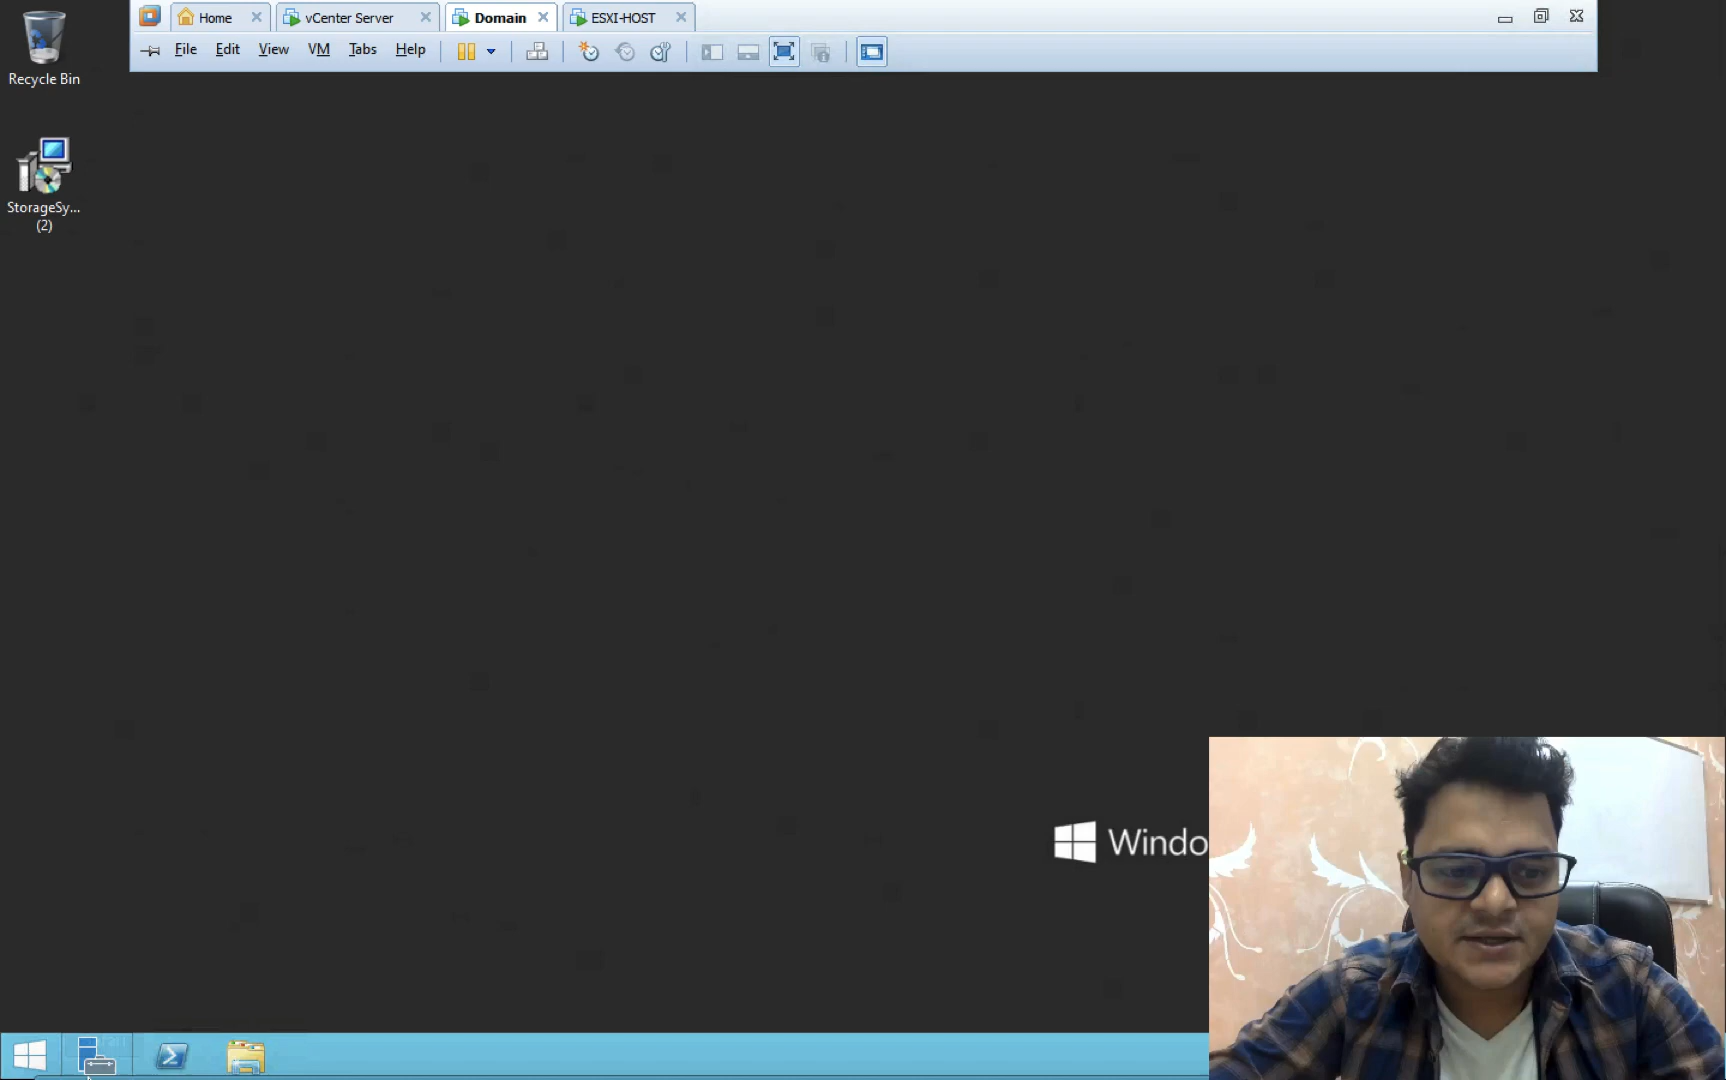 Home
vCenter Server
Domain
ESXI-HOST
File Edit View VM Tabs Help
Recycle Bin
StorageSy...
(2)
Windo